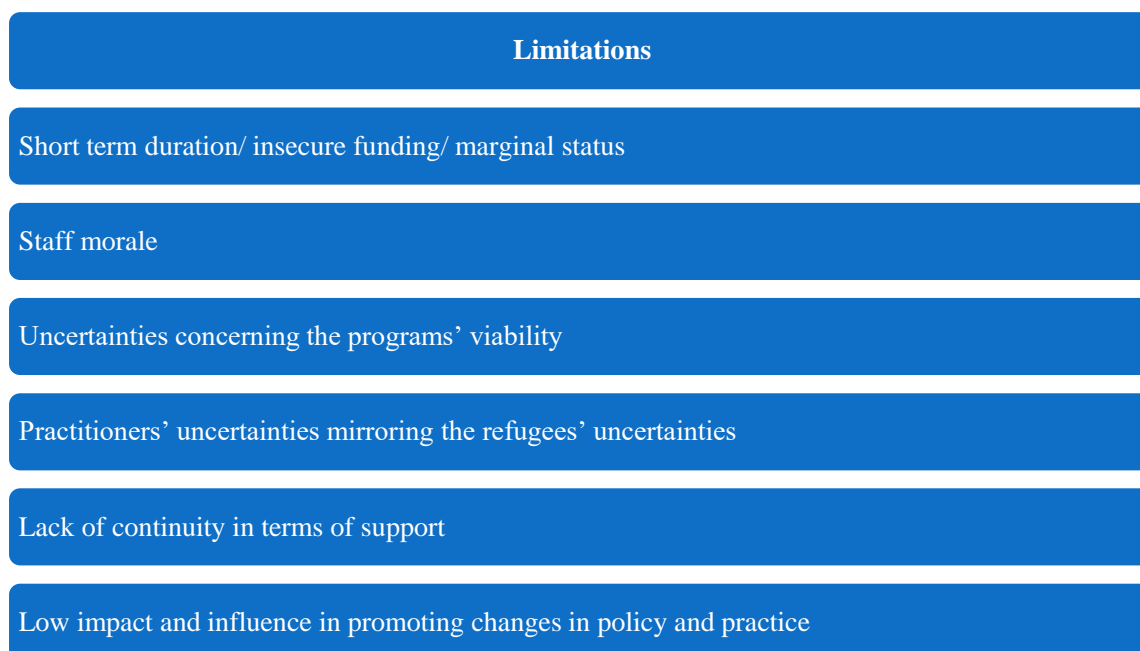 Limitations
Short term duration/ insecure funding/ marginal status
Staff morale
Uncertainties concerning the programs’ viability
Practitioners’ uncertainties mirroring the refugees’ uncertainties
Lack of continuity in terms of support
Low impact and influence in promoting changes in policy and practice